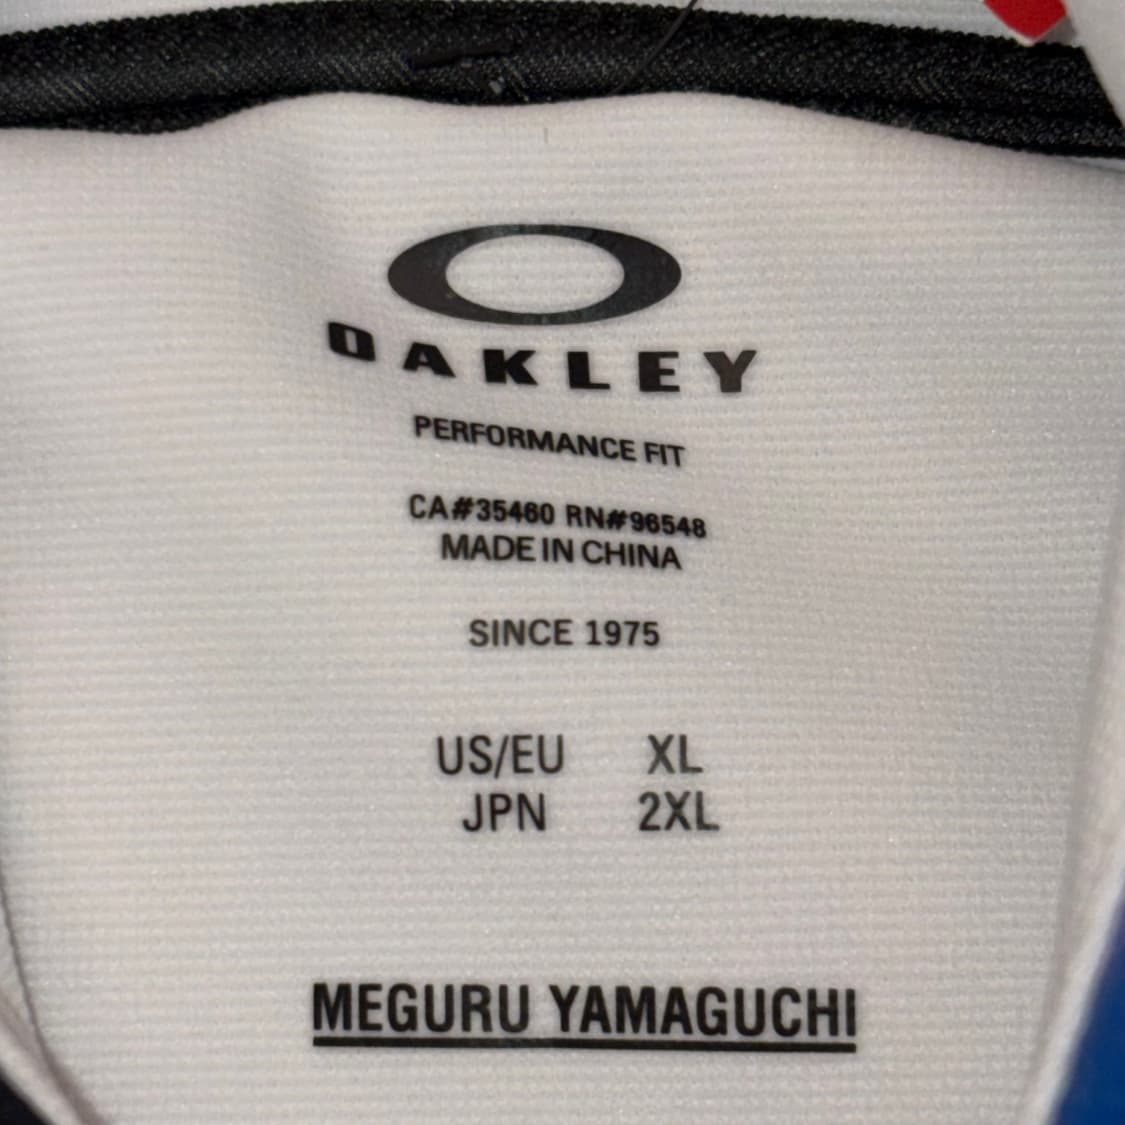 OAKLEY
PERFORMANCE FIT
CA#35460 RN#96548
MADE IN CHINA
SINCE 1975
US/EU XL
JPN 2XL
MEGURU YAMAGUCHI